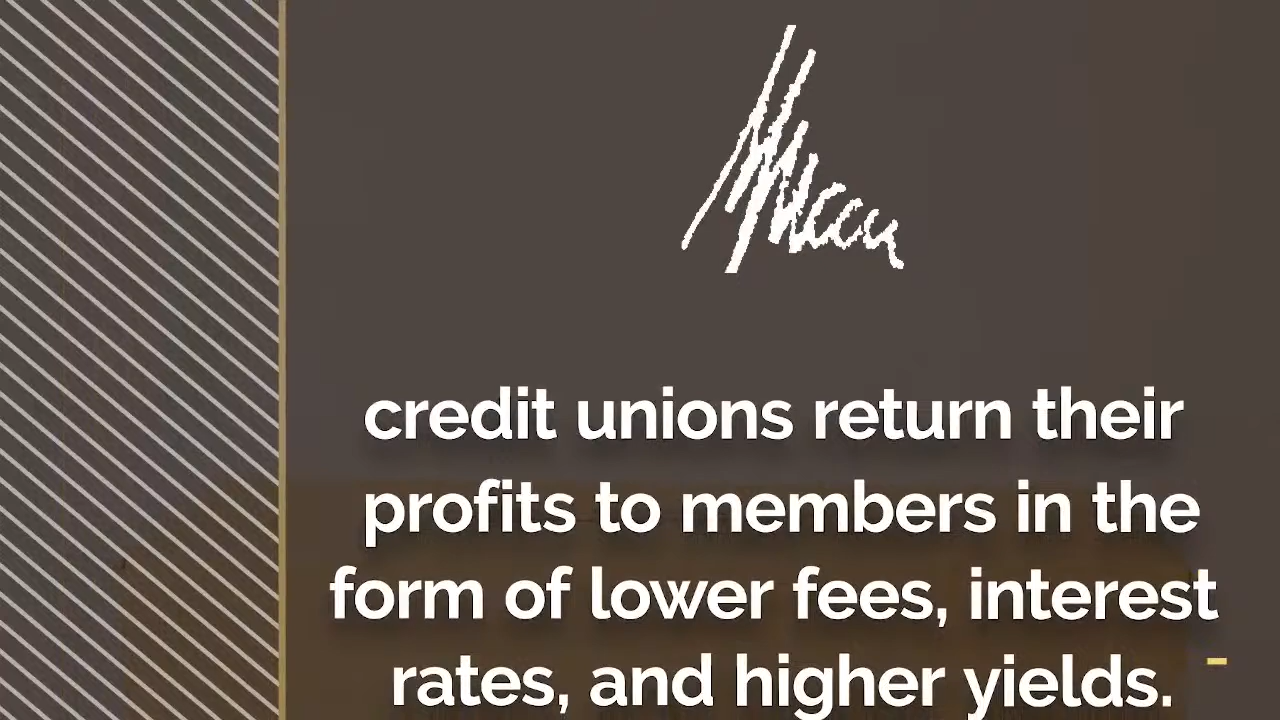 credit unions return their
profits to members in the
form of lower fees, interest
rates, and higher yields.